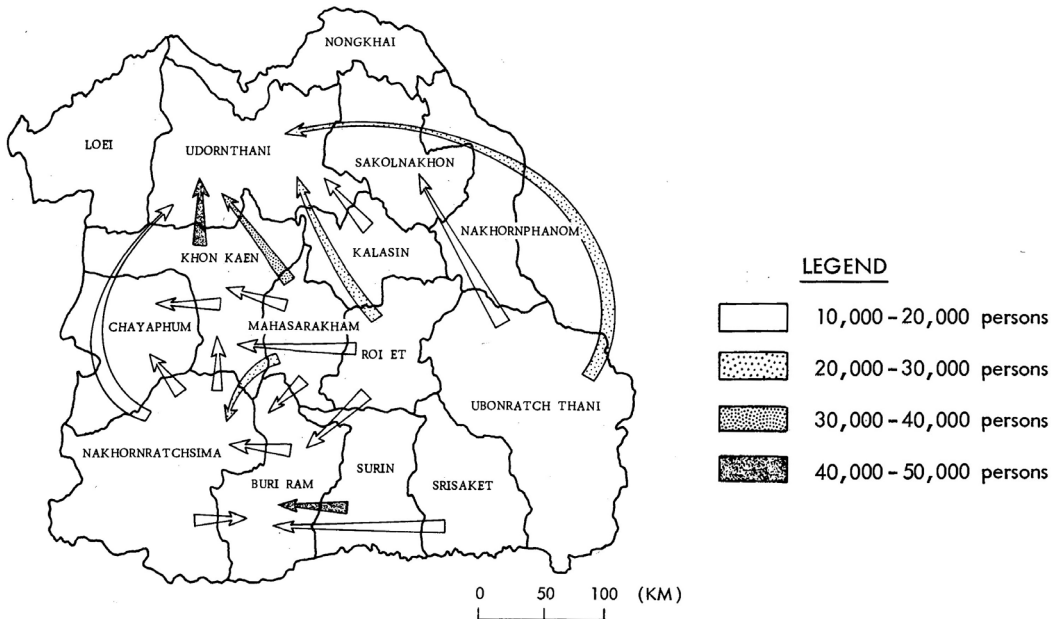 NONGKHAI
LOEI
UDORNTHANI
SAKOLNAKHON
NAKHORNPHANOM
KHON KAEN
KALASIN
LEGEND
10,000-20,000 persons
CHAYAPHUM
MAHASARAKHAM
ROI ET
20,000-30,000 persons
UBONRATCH THANI
30,000-40,000 persons
NAKHORNRATCHSIMA
BURI RAM
SURIN
SRISAKET
40,000-50,000 persons
0 50 100 (KM)